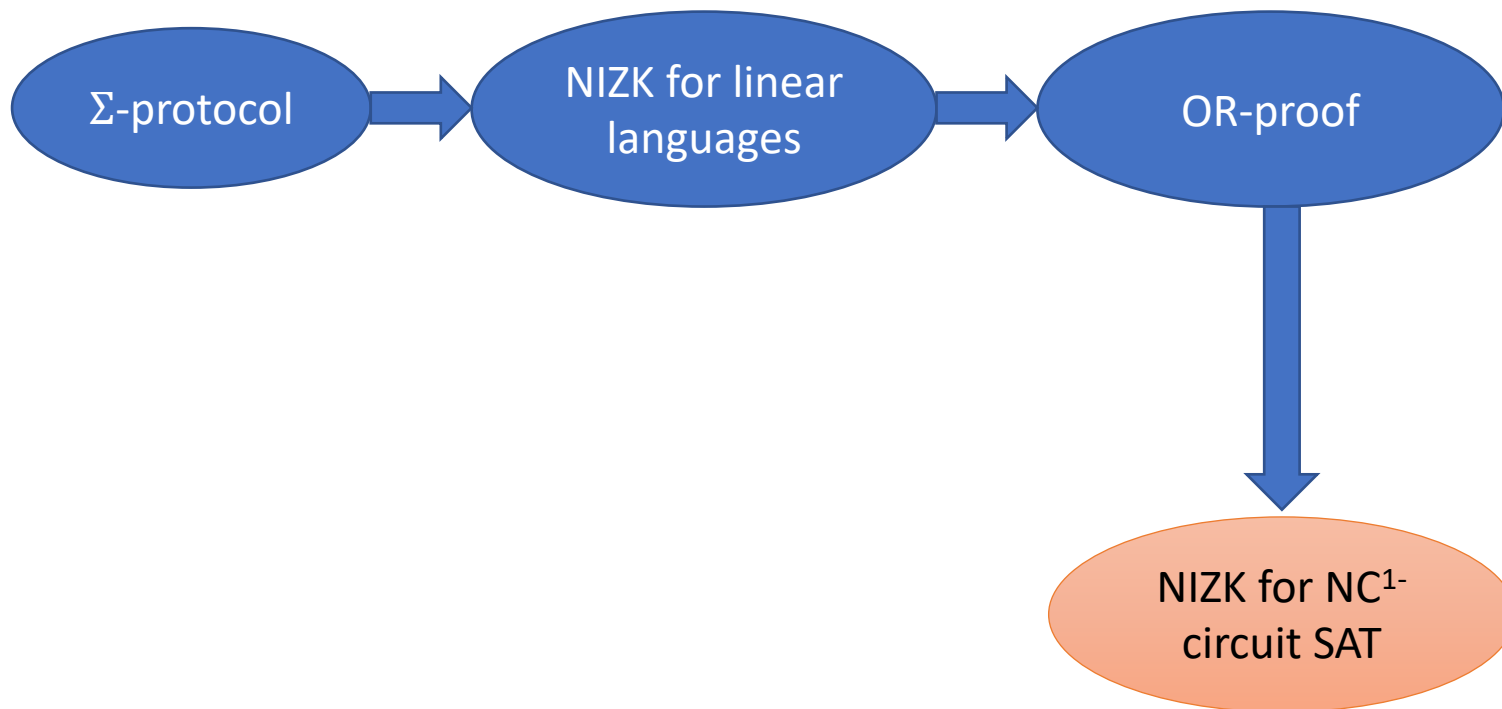 Σ-protocol
NIZK for linear
languages
OR-proof
NIZK for NC¹⁻
circuit SAT